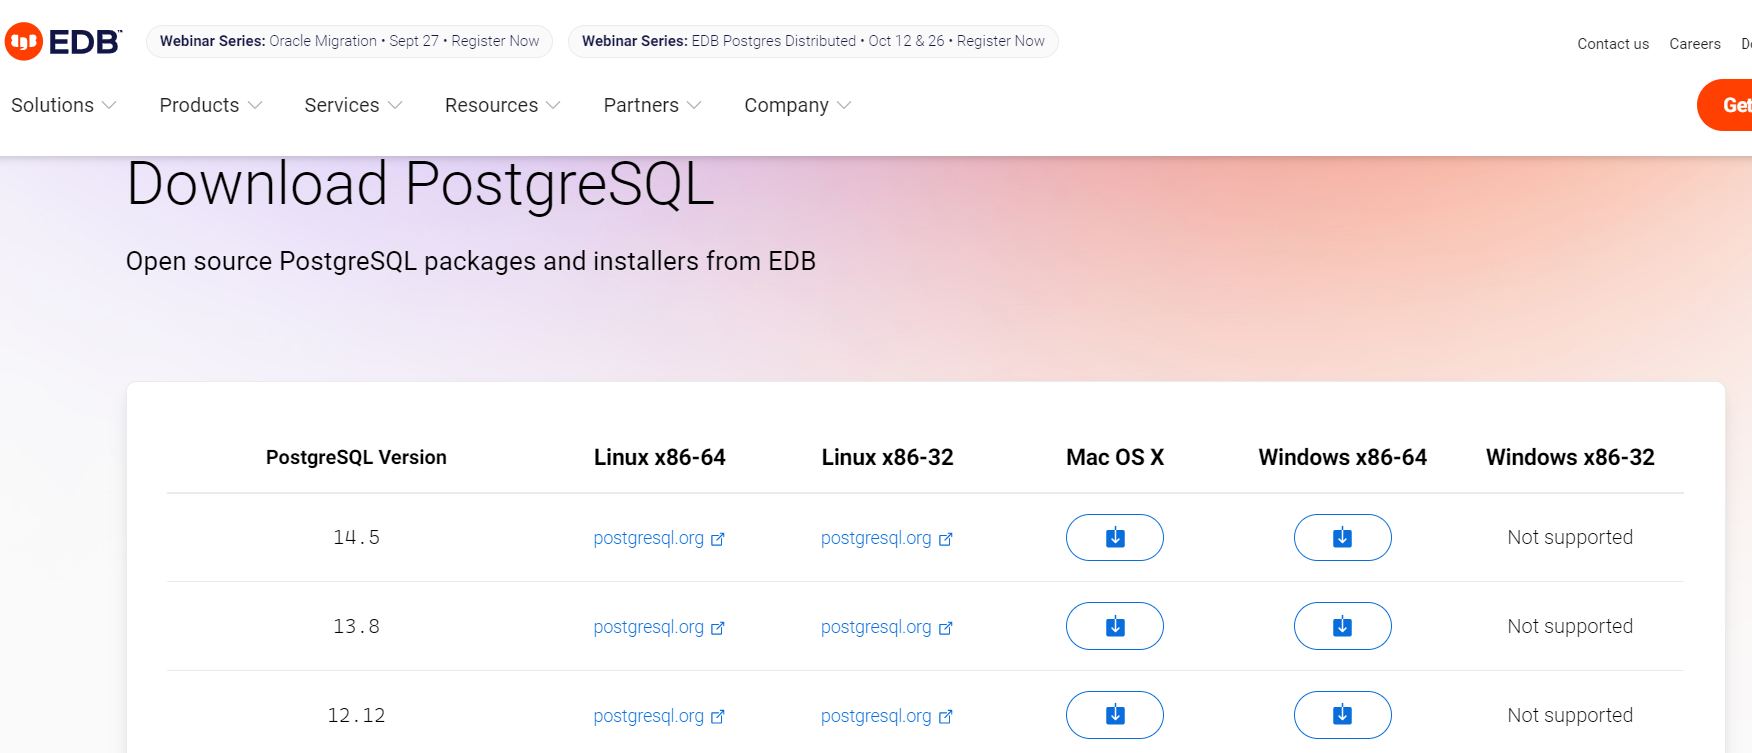 EDB™ Webinar Series: Oracle Migration • Sept 27 • Register Now Webinar Series: EDB Postgres Distributed • Oct 12 & 26 • Register Now
Contact us Careers
Solutions Products Services Resources Partners Company Get
Download PostgreSQL
Open source PostgreSQL packages and installers from EDB
PostgreSQL Version Linux x86-64 Linux x86-32 Mac OS X Windows x86-64 Windows x86-32
14.5 postgresql.org postgresql.org Not supported
13.8 postgresql.org postgresql.org Not supported
12.12 postgresql.org postgresql.org Not supported